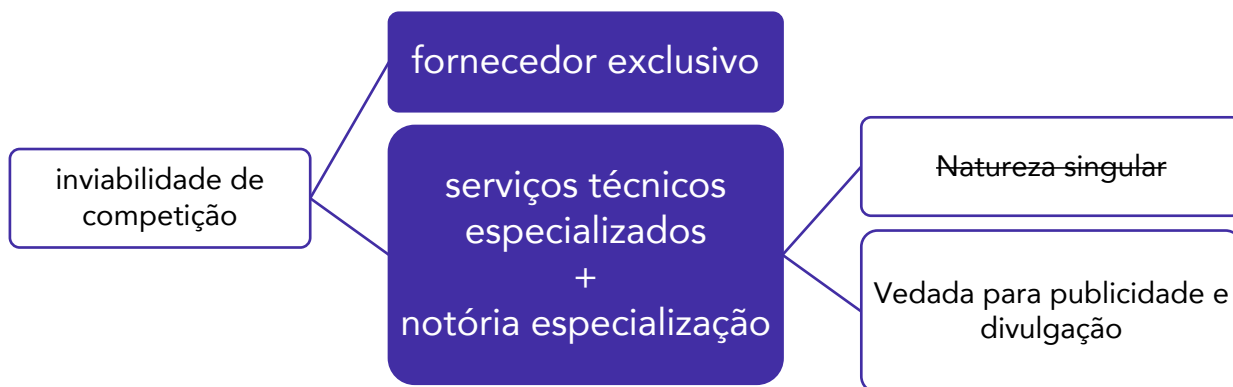 inviabilidade de
competição
fornecedor exclusivo
serviços técnicos
especializados
+
notória especialização
Natureza singular
Vedada para publicidade e
divulgação